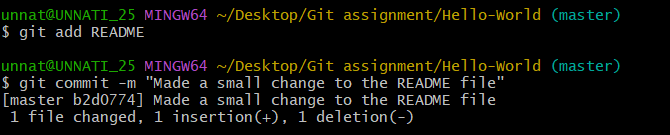 unnat@UNNATI_25 MINGW64 ~/Desktop/Git assignment/Hello-World (master)
$ git add README
unnat@UNNATI_25 MINGW64 ~/Desktop/Git assignment/Hello-World (master)
$ git commit -m "Made a small change to the README file"
[master b2d0774] Made a small change to the README file
 1 file changed, 1 insertion(+), 1 deletion(-)